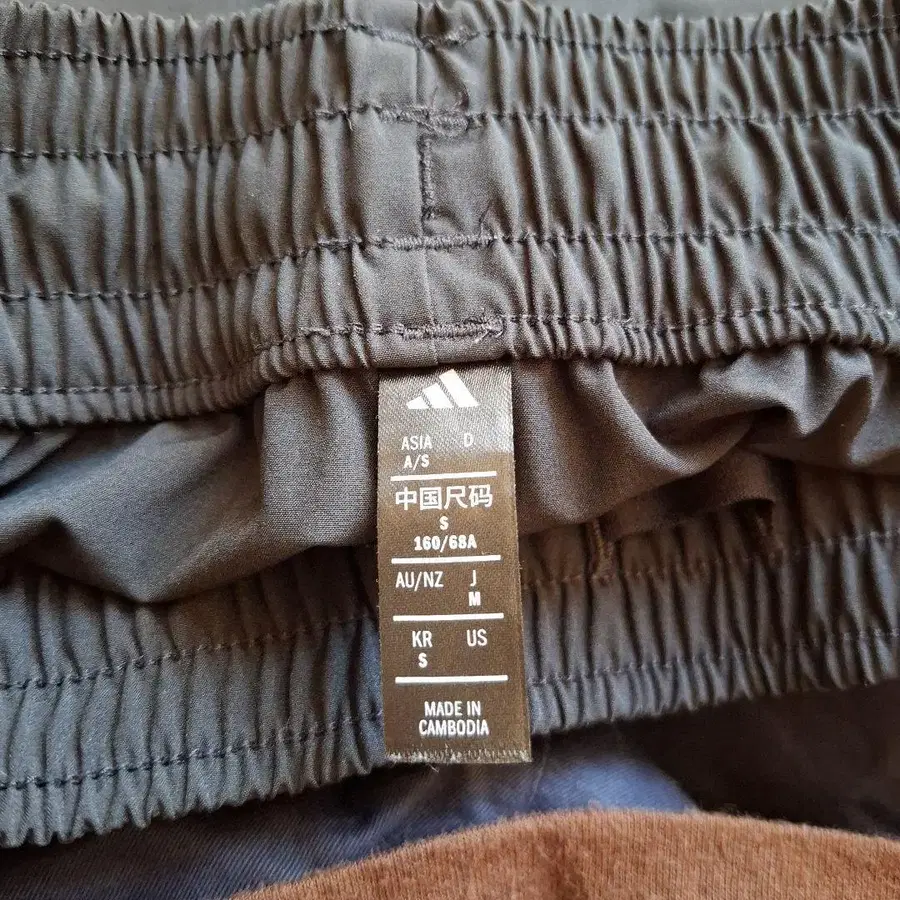 ASIA D
A/S
中国尺码
S
160/68A
AU/NZ J
M
KR US
S
MADE IN
CAMBODIA